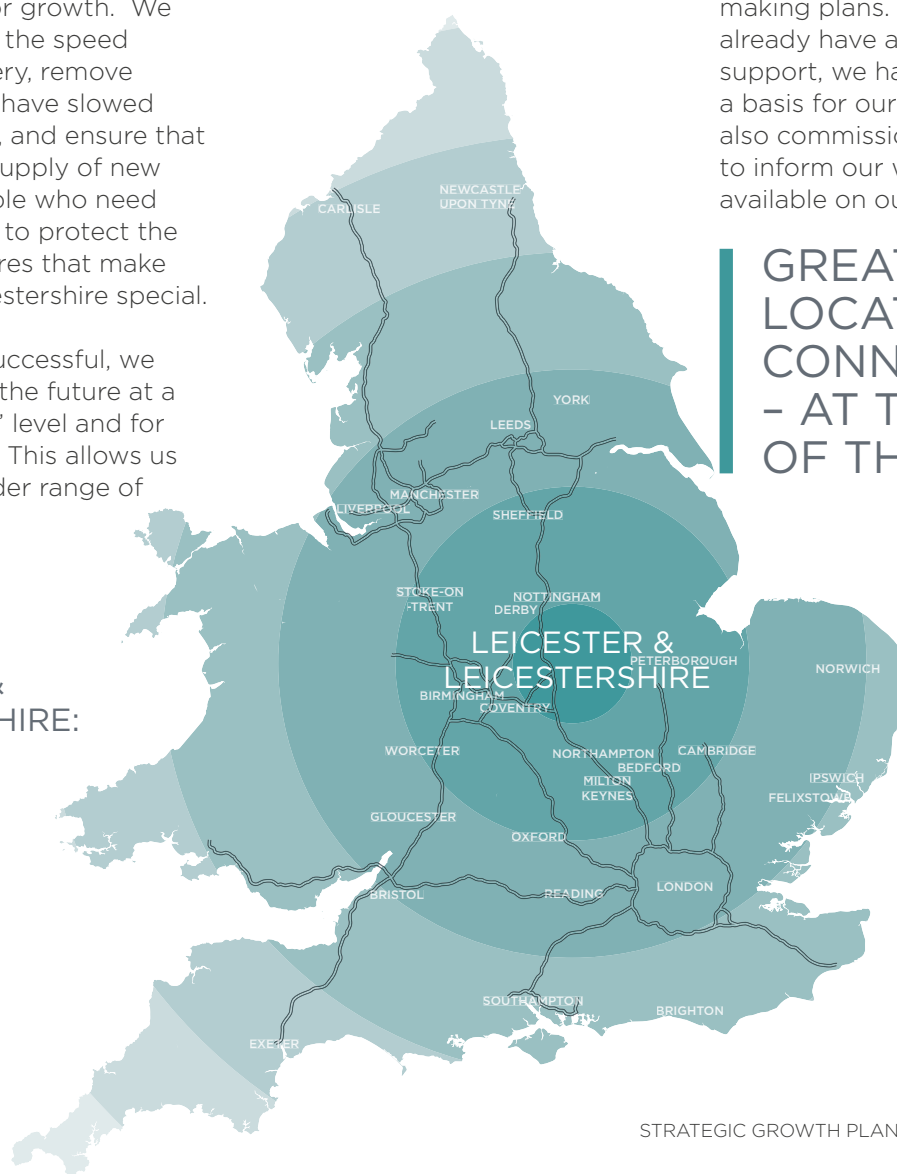 or growth. We
the speed
ery, remove
have slowed
, and ensure that
upply of new
ple who need
to protect the
res that make
estershire special.
uccessful, we
the future at a
’ level and for
This allows us
der range of
&
HIRE:
making plans.
already have a
support, we ha
a basis for our
also commissio
to inform our w
available on ou
GREAT
LOCAT
CONN
– AT T
OF TH
CARLISLE
NEWCASTLE
UPON TYNE
YORK
LEEDS
MANCHESTER
LIVERPOOL
SHEFFIELD
STOKE-ON
-TRENT
NOTTINGHAM
DERBY
LEICESTER &
LEICESTERSHIRE
PETERBOROUGH
NORWICH
BIRMINGHAM
COVENTRY
WORCETER
NORTHAMPTON
CAMBRIDGE
BEDFORD
MILTON
KEYNES
IPSWICH
FELIXSTOWE
GLOUCESTER
OXFORD
LONDON
BRISTOL
READING
SOUTHAMPTON
BRIGHTON
EXETER
STRATEGIC GROWTH PLAN